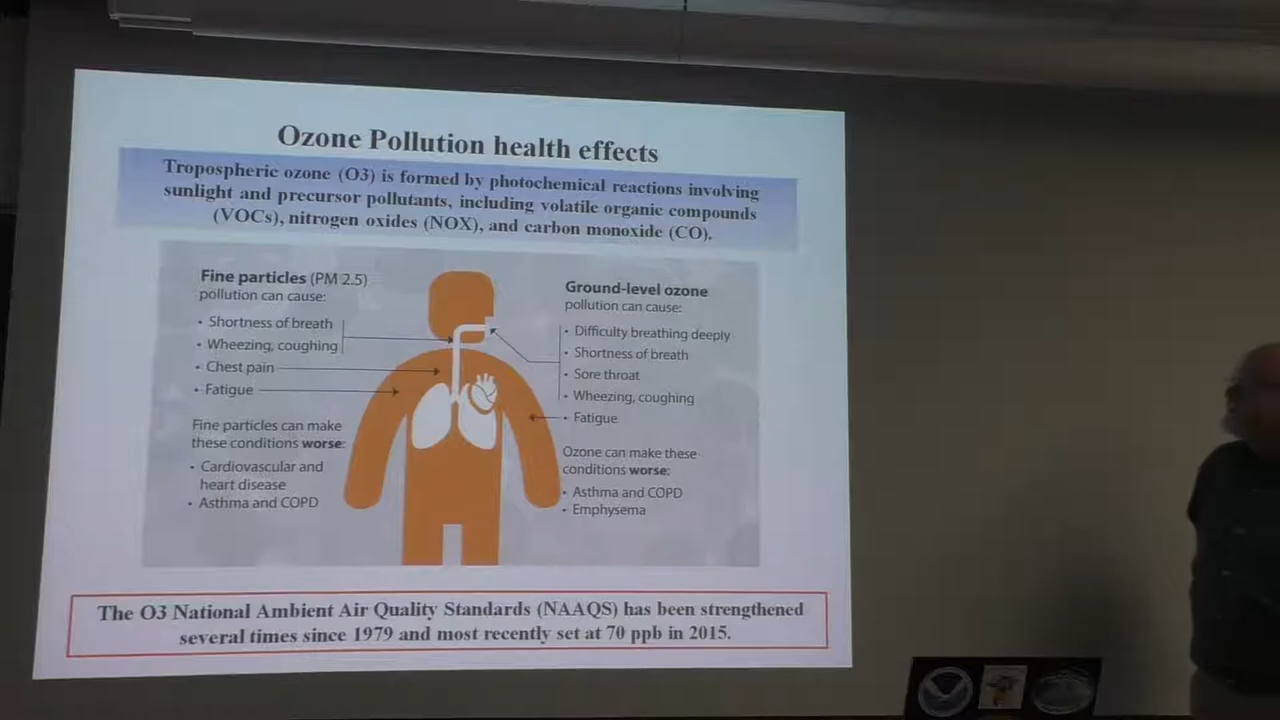 Ozone Pollution health effects
Tropospheric ozone (O3) is formed by photochemical reactions involving
sunlight and precursor pollutants, including volatile organic compounds
(VOCs), nitrogen oxides (NOX), and carbon monoxide (CO).
Fine particles (PM 2.5)
pollution can cause:
• Shortness of breath
• Wheezing, coughing
• Chest pain
• Fatigue
Fine particles can make
these conditions worse:
• Cardiovascular and
heart disease
• Asthma and COPD
Ground-level ozone
pollution can cause:
• Difficulty breathing deeply
• Shortness of breath
• Sore throat
• Wheezing, coughing
• Fatigue
Ozone can make these
conditions worse:
• Asthma and COPD
• Emphysema
The O3 National Ambient Air Quality Standards (NAAQS) has been strengthened
several times since 1979 and most recently set at 70 ppb in 2015.